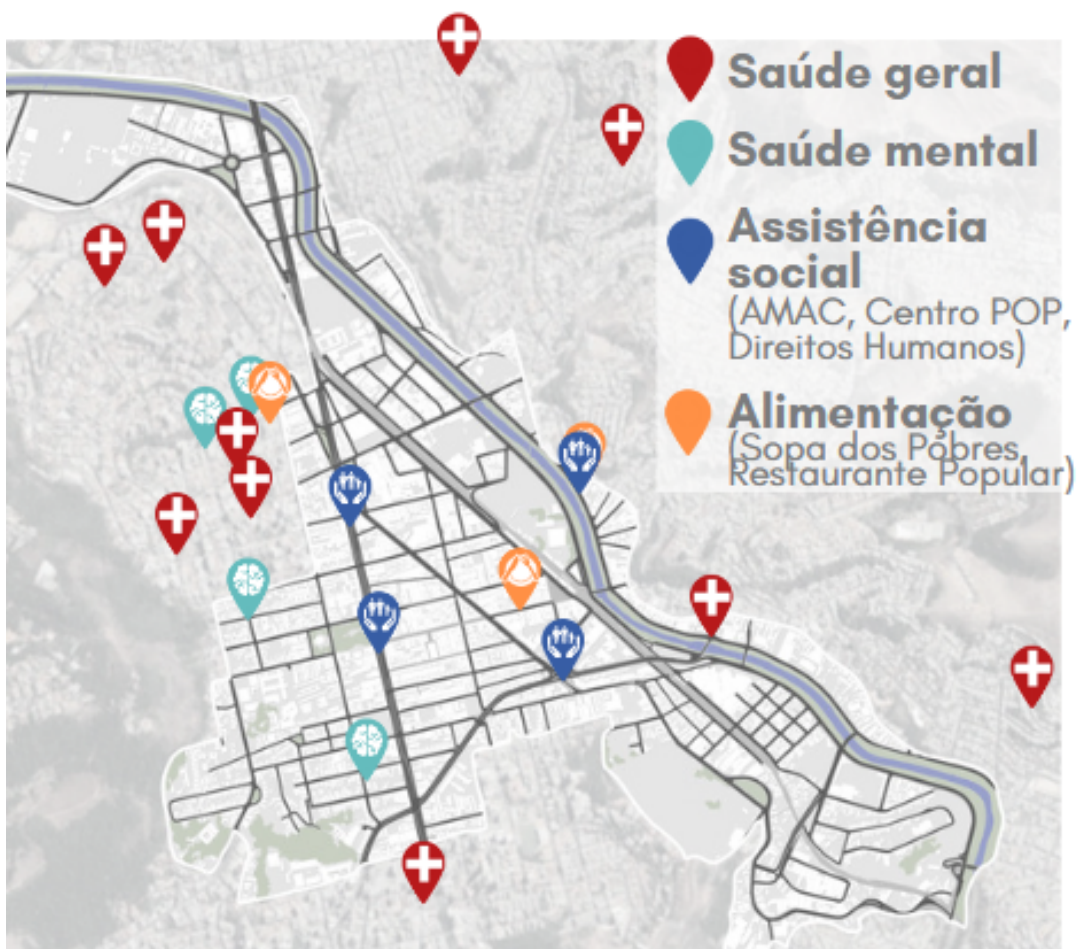 Saúde geral
Saúde mental
Assistência
social
(AMAC, Centro POP,
Direitos Humanos)
Alimentação
(Sopa dos Pobres,
Restaurante Popular)